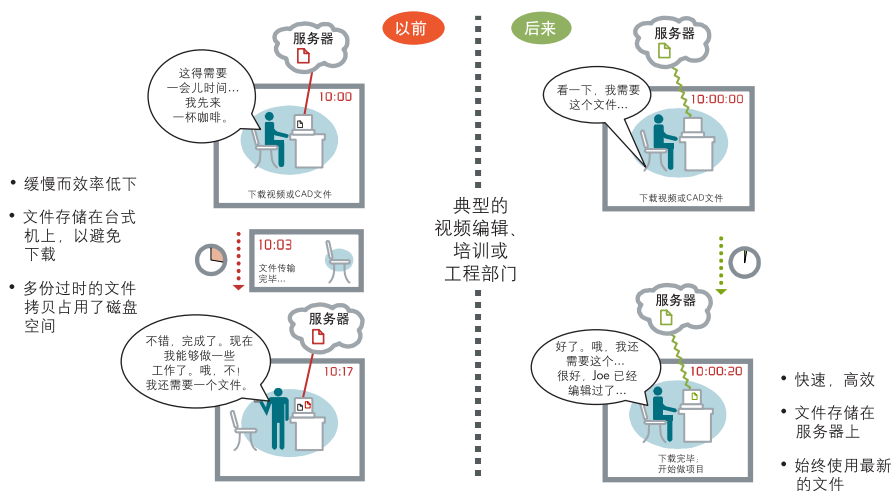 以前
服务器
这得需要
一会儿时间...
我先来
一杯咖啡。
10:00
下载视频或CAD文件
• 缓慢而效率低下
• 文件存储在台式
机上，以避免
下载
• 多份过时的文件
拷贝占用了磁盘
空间
10:03
文件传输
完毕...
服务器
不错，完成了。现在
我能够做一些
工作了。哦，不!
我还需要一个文件。
10:17
典型的
视频编辑、
培训或
工程部门
后来
服务器
看一下，我需要
这个文件...
10:00:00
下载视频或CAD文件
服务器
好了。哦，我还
需要这个...
很好，Joe 已经
编辑过了...
10:00:20
下载完毕；
开始做项目
• 快速，高效
• 文件存储在
服务器上
• 始终使用最新
的文件